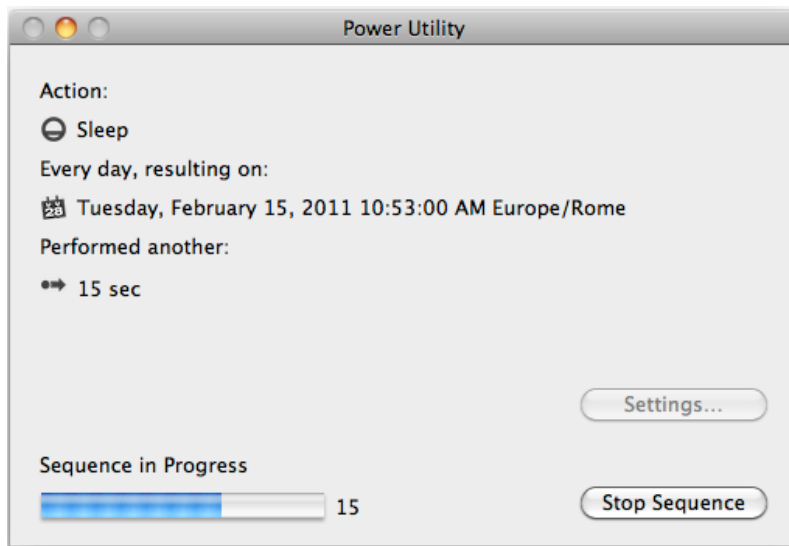 Power Utility
Action:
Sleep
Every day, resulting on:
Tuesday, February 15, 2011 10:53:00 AM Europe/Rome
Performed another:
15 sec
Settings...
Sequence in Progress
15
Stop Sequence